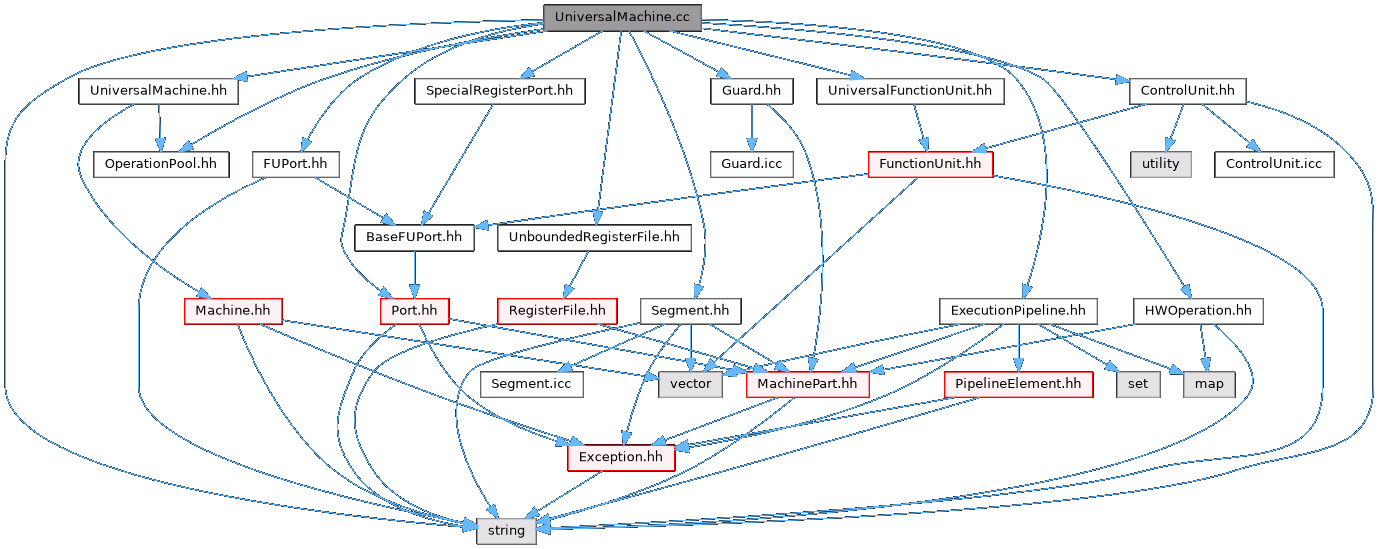 UniversalMachine.cc
UniversalMachine.hh
SpecialRegisterPort.hh
Guard.hh
UniversalFunctionUnit.hh
ControlUnit.hh
OperationPool.hh
FUPort.hh
Guard.icc
FunctionUnit.hh
utility
ControlUnit.icc
BaseFUPort.hh
UnboundedRegisterFile.hh
Machine.hh
Port.hh
RegisterFile.hh
Segment.hh
ExecutionPipeline.hh
HWOperation.hh
Segment.icc
vector
MachinePart.hh
PipelineElement.hh
set
map
Exception.hh
string